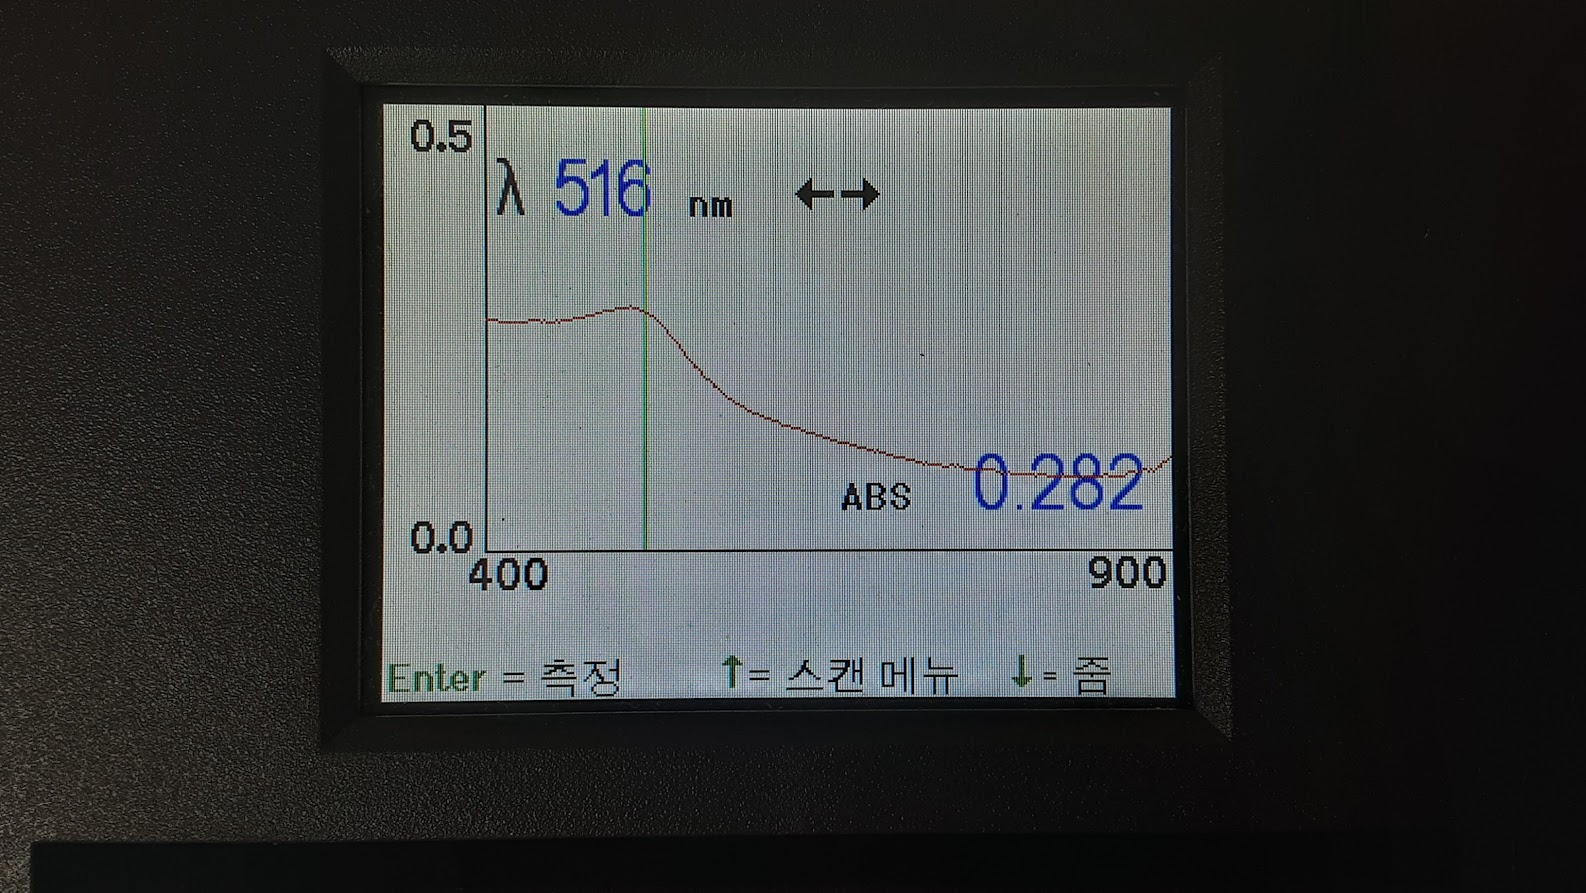 0.5
λ 516 nm ←→
ABS 0.282
0.0
400 900
Enter = 측정 ↑= 스캔 메뉴 ↓= 줌